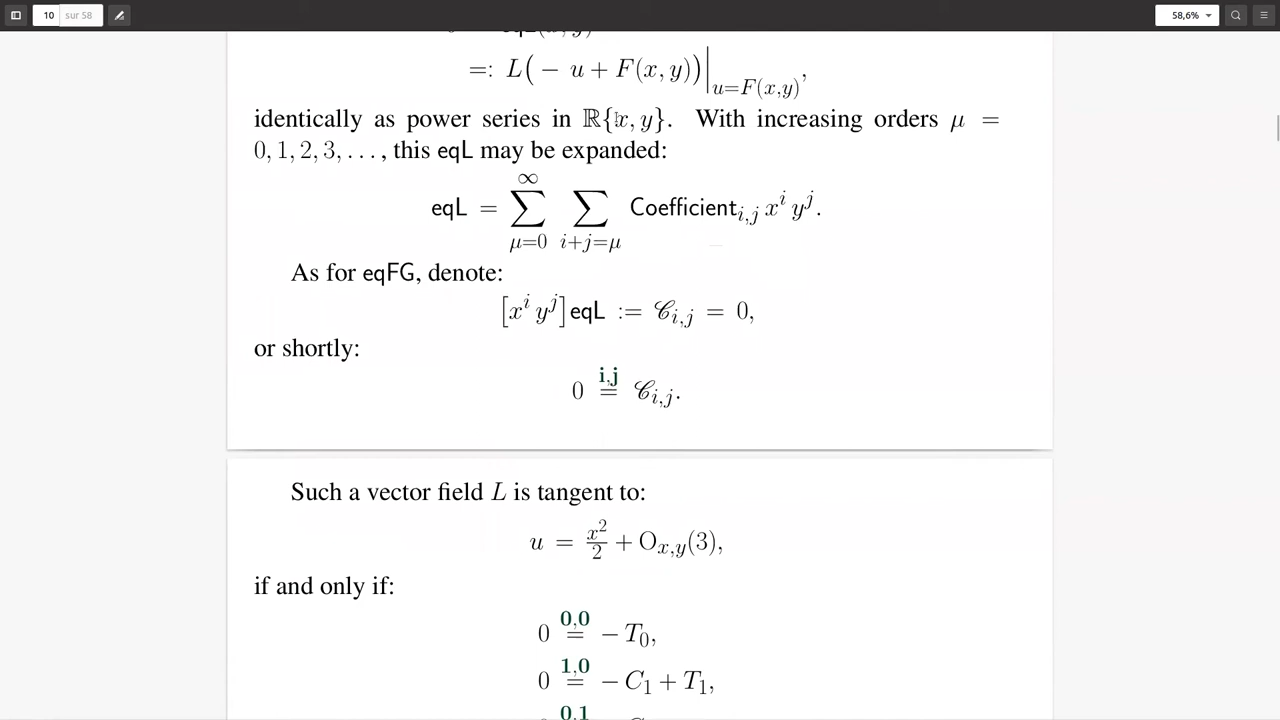 10 sur 58 58,6%
=: L(− u + F(x, y))|_{u=F(x,y)},
identically as power series in ℝ{x, y}. With increasing orders μ =
0, 1, 2, 3, . . . , this eqL may be expanded:
eqL = ∑_{μ=0}^{∞} ∑_{i+j=μ} Coefficient_{i,j} x^i y^j.
As for eqFG, denote:
[x^i y^j]eqL := 𝒞_{i,j} = 0,
or shortly:
0 \overset{i,j}{=} 𝒞_{i,j}.
Such a vector field L is tangent to:
u = \frac{x^2}{2} + O_{x,y}(3),
if and only if:
0 \overset{0,0}{=} − T_0,
0 \overset{1,0}{=} − C_1 + T_1,
0,1